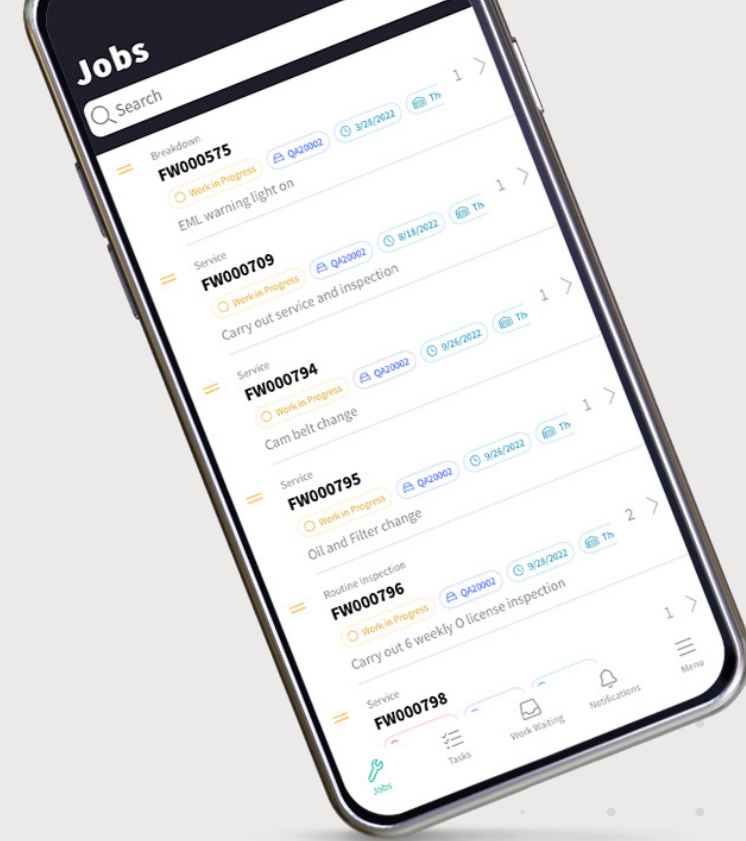 Jobs
Search
Breakdown
FW000575
Work in Progress QA20002 3/28/2022 Th 1
EML warning light on
Service
FW000709
Work in Progress QA20002 8/18/2022 Th 1
Carry out service and inspection
Service
FW000794
Work in Progress QA20002 9/26/2022 Th 1
Cam belt change
Service
FW000795
Work in Progress QA20002 9/26/2022 Th 1
Oil and Filter change
Routine Inspection
FW000796
Work in Progress QA20002 9/28/2022 Th 2
Carry out 6 weekly O license inspection
Service
FW000798
1
Jobs Tasks Work Waiting Notifications Menu